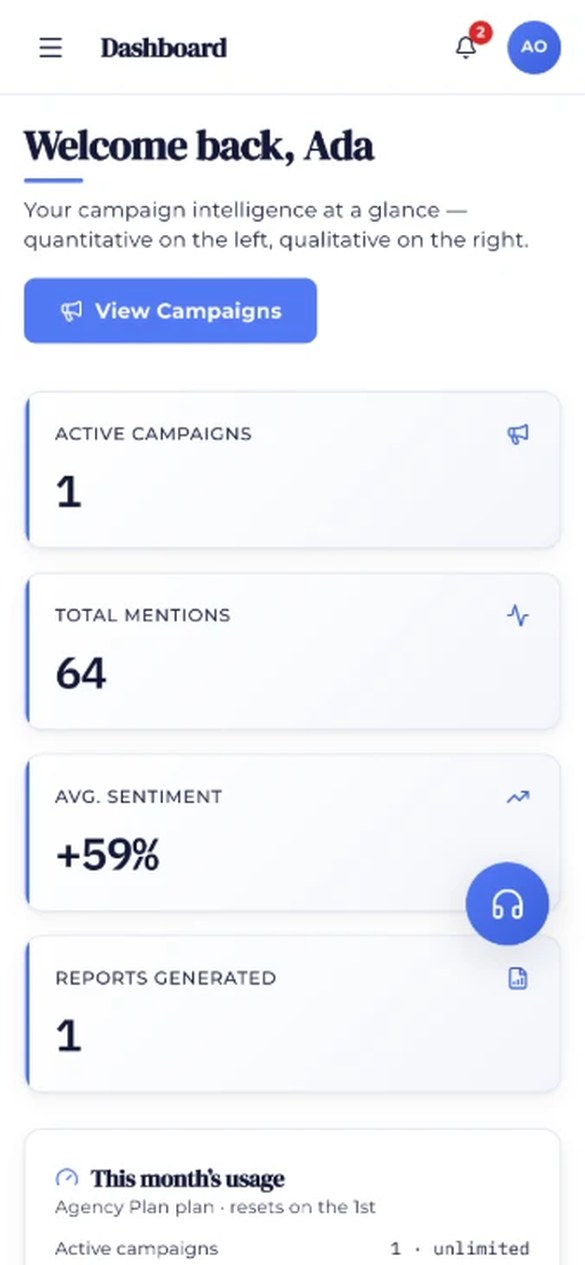 Dashboard
2
AO
Welcome back, Ada
Your campaign intelligence at a glance —
quantitative on the left, qualitative on the right.
View Campaigns
ACTIVE CAMPAIGNS
1
TOTAL MENTIONS
64
AVG. SENTIMENT
+59%
REPORTS GENERATED
1
This month's usage
Agency Plan plan · resets on the 1st
Active campaigns 1 · unlimited